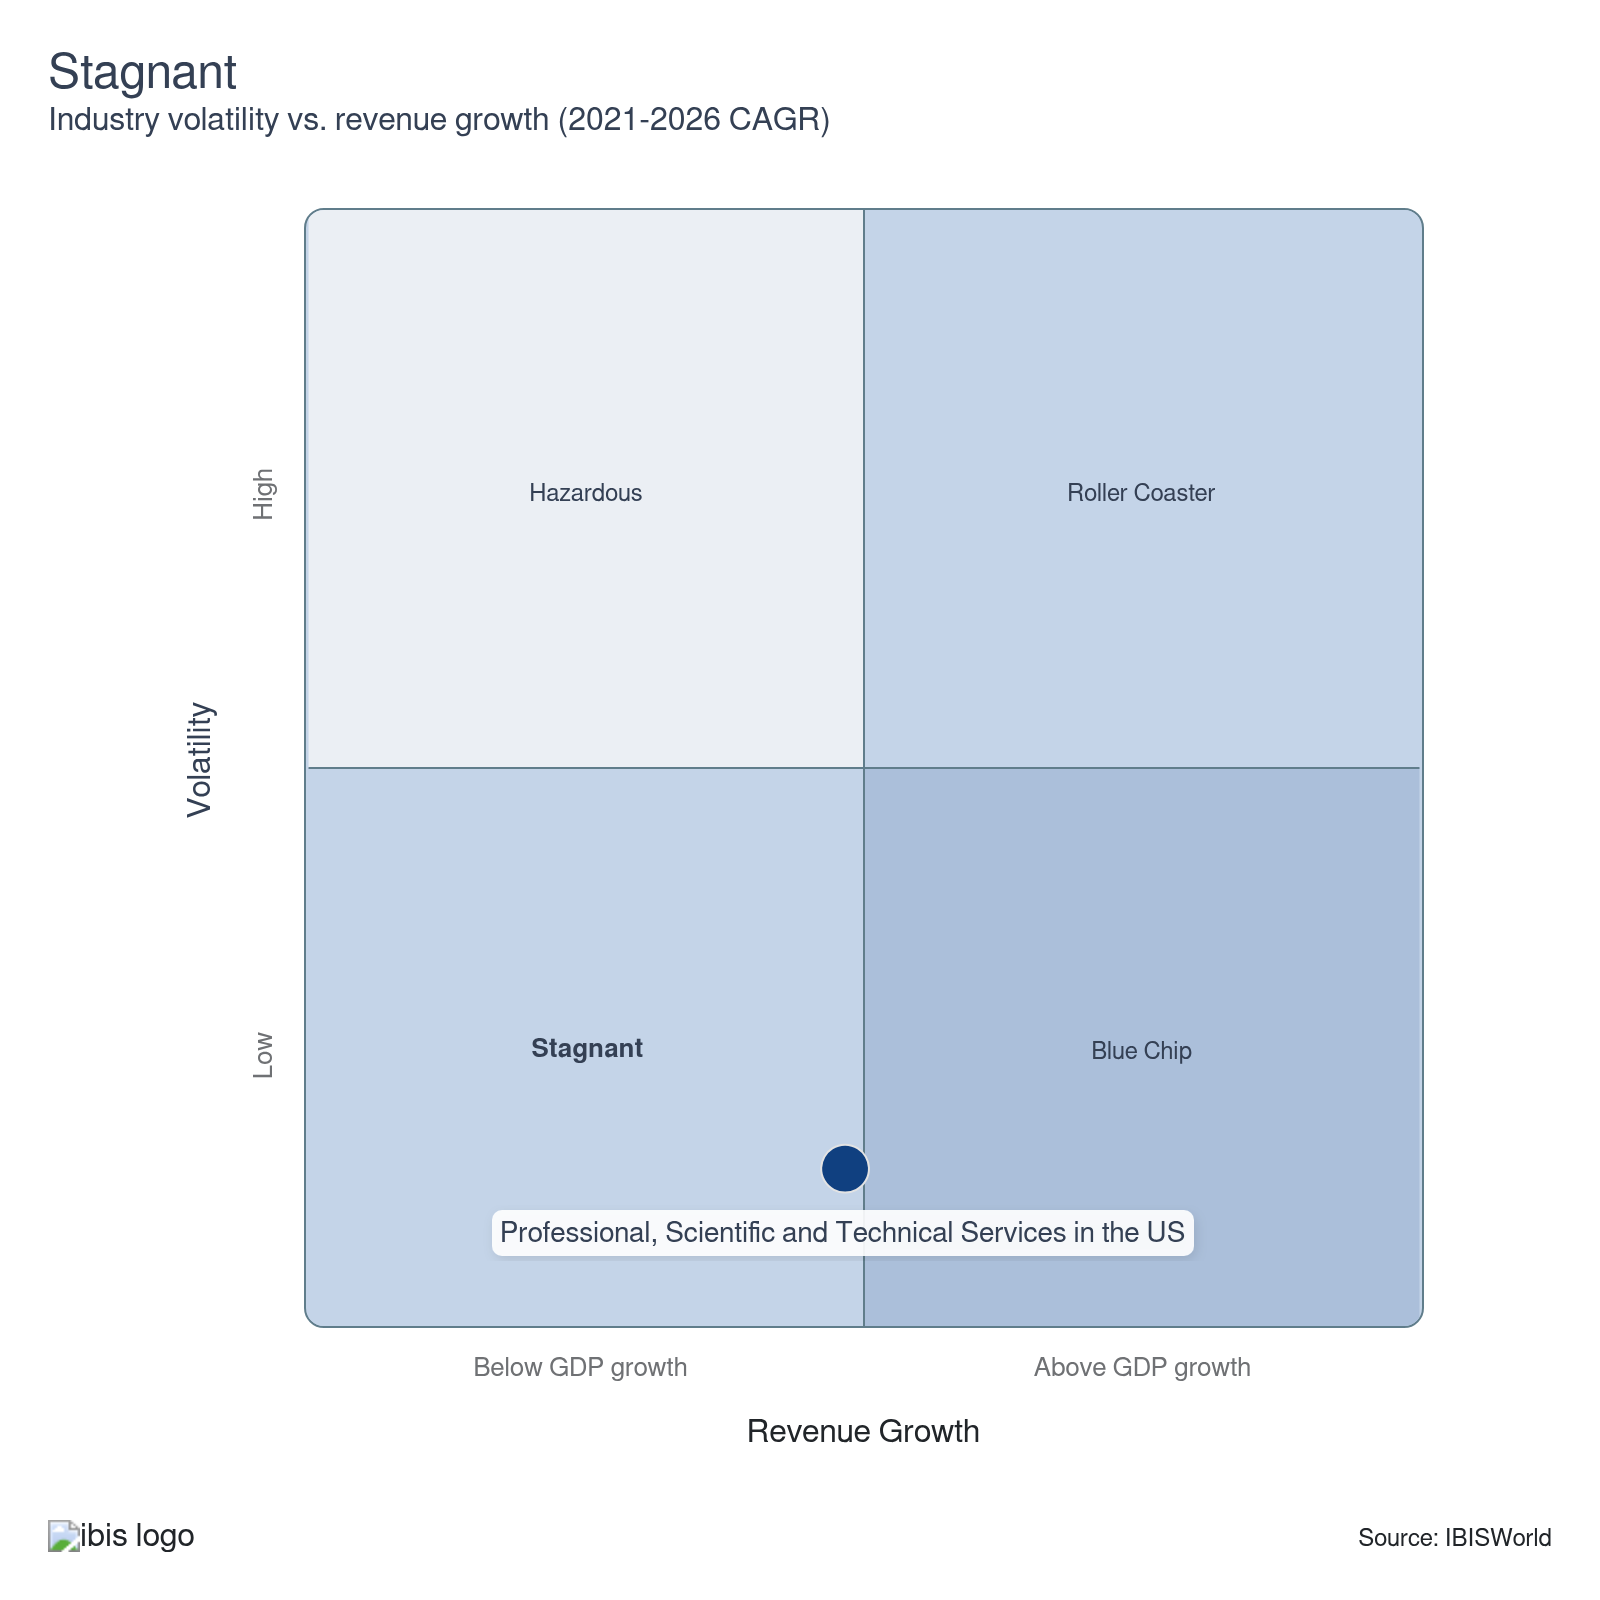 Stagnant
Industry volatility vs. revenue growth (2021-2026 CAGR)
Hazardous
Roller Coaster
High
Volatility
Low
Stagnant
Blue Chip
Professional, Scientific and Technical Services in the US
Below GDP growth
Above GDP growth
Revenue Growth
ibis logo
Source: IBISWorld